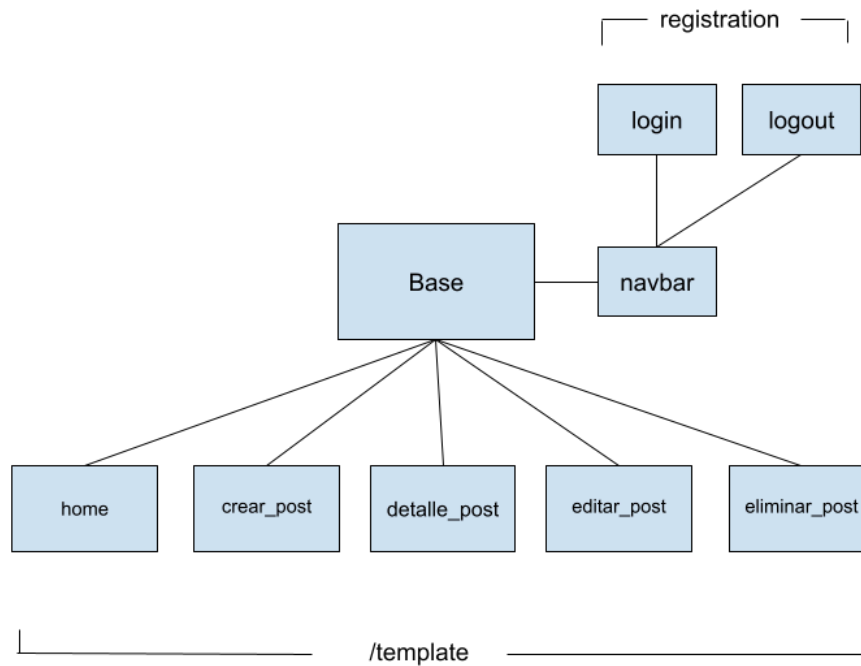 registration
login
logout
Base
navbar
home
crear_post
detalle_post
editar_post
eliminar_post
/template